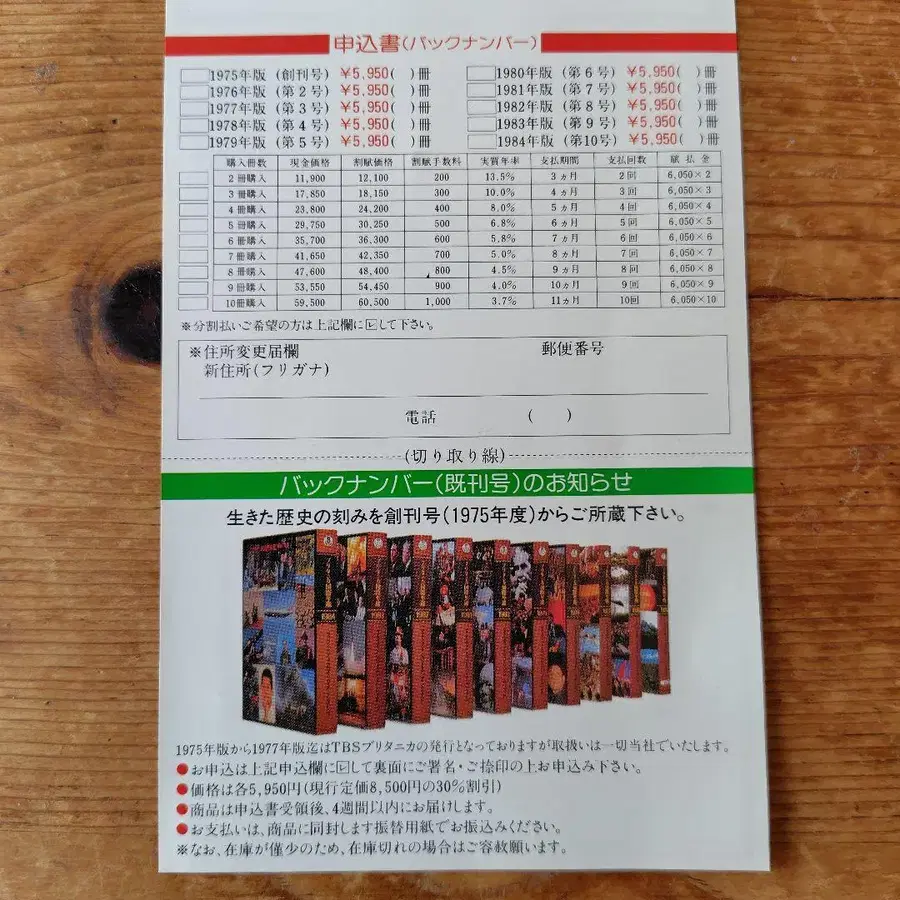 申込書(バックナンバー)
1975年版 (創刊号) ￥5,950( )冊 1980年版 (第6号) ￥5,950( )冊
1976年版 (第2号) ￥5,950( )冊 1981年版 (第7号) ￥5,950( )冊
1977年版 (第3号) ￥5,950( )冊 1982年版 (第8号) ￥5,950( )冊
1978年版 (第4号) ￥5,950( )冊 1983年版 (第9号) ￥5,950( )冊
1979年版 (第5号) ￥5,950( )冊 1984年版 (第10号) ￥5,950( )冊
購入冊数 現金価格 割賦価格 割賦手数料 実質年率 支払期間 支払回数 賦払金
2冊購入 11,900 12,100 200 13.5% 3ヵ月 2回 6,050×2
3冊購入 17,850 18,150 300 10.0% 4ヵ月 3回 6,050×3
4冊購入 23,800 24,200 400 8.0% 5ヵ月 4回 6,050×4
5冊購入 29,750 30,250 500 6.8% 6ヵ月 5回 6,050×5
6冊購入 35,700 36,300 600 5.8% 7ヵ月 6回 6,050×6
7冊購入 41,650 42,350 700 5.0% 8ヵ月 7回 6,050×7
8冊購入 47,600 48,400 800 4.5% 9ヵ月 8回 6,050×8
9冊購入 53,550 54,450 900 4.0% 10ヵ月 9回 6,050×9
10冊購入 59,500 60,500 1,000 3.7% 11ヵ月 10回 6,050×10
※分割払いご希望の方は上記欄に☑して下さい。
※住所変更届欄 郵便番号
新住所(フリガナ)
電話 ( )
(切り取り線)
バックナンバー(既刊号)のお知らせ
生きた歴史の刻みを創刊号(1975年度)からご所蔵下さい。
1984
1975年版から1977年版迄はTBSブリタニカの発行となっておりますが取扱いは一切当社でいたします。
●お申込は上記申込欄に☑して裏面にご署名・ご捺印の上お申込み下さい。
●価格は各5,950円(現行定価8,500円の30%割引)
●商品は申込書受領後、4週間以内にお届けします。
●お支払いは、商品に同封します振替用紙でお振込みください。
※なお、在庫が僅少のため、在庫切れの場合はご容赦願います。